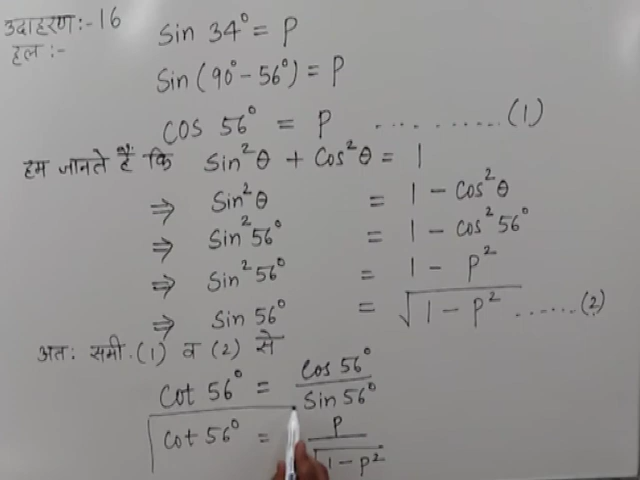 उदाहरण:-16
हल:-
Sin 34° = P
Sin (90° - 56°) = P
COS 56° = P ........... (1)
हम जानते हैं कि Sin²θ + Cos²θ = 1
⇒ Sin²θ = 1 - Cos²θ
⇒ Sin²56° = 1 - Cos²56°
⇒ Sin²56° = 1 - P²
⇒ Sin 56° = √1 - P² ...... (2)
अतः समी. (1) व (2) से
Cot 56° = Cos 56° / Sin 56°
Cot 56° = P / √1 - P²